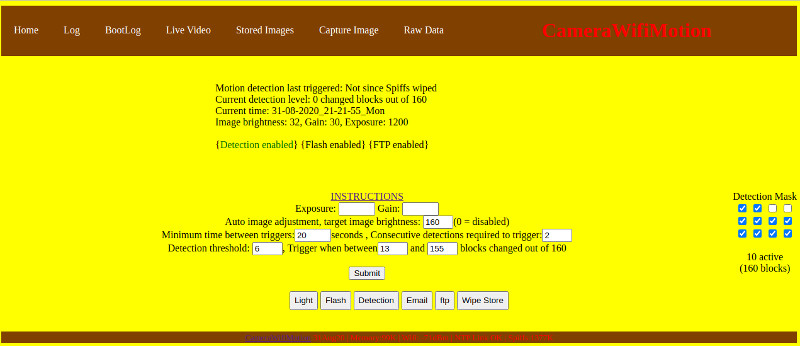 Home Log BootLog Live Video Stored Images Capture Image Raw Data CameraWifiMotion
Motion detection last triggered: Not since Spiffs wiped
Current detection level: 0 changed blocks out of 160
Current time: 31-08-2020_21-21-55_Mon
Image brightness: 32, Gain: 30, Exposure: 1200
{Detection enabled} {Flash enabled} {FTP enabled}
INSTRUCTIONS
Exposure: Gain:
Auto image adjustment, target image brightness: 160 (0 = disabled)
Minimum time between triggers: 20 seconds , Consecutive detections required to trigger: 2
Detection threshold: 6 , Trigger when between 13 and 155 blocks changed out of 160
Submit
Light Flash Detection Email ftp Wipe Store
Detection Mask
10 active
(160 blocks)